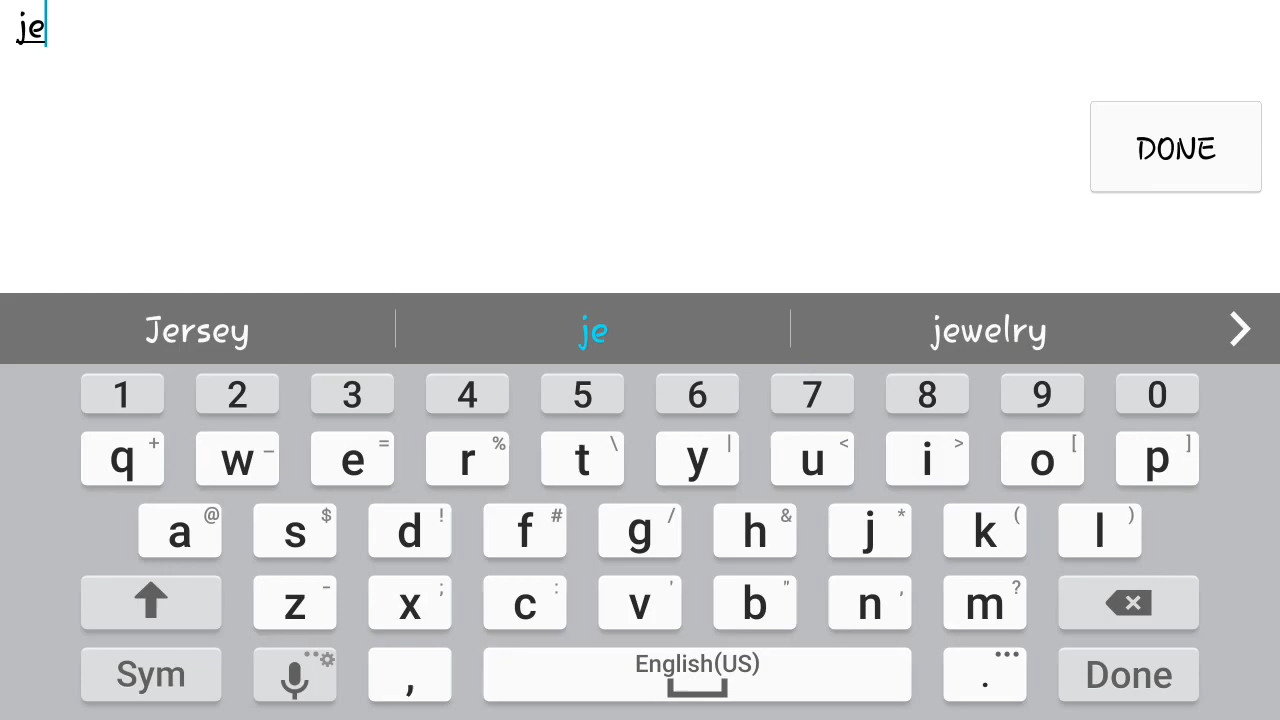 je
DONE
Jersey je jewelry
1 2 3 4 5 6 7 8 9 0
q + w _ e = r % t \ y | u < i > o [ p ]
a @ s $ d ! f # g / h & j * k ( l )
z - x ; c : v ' b " n , m ?
Sym , English(US) . Done